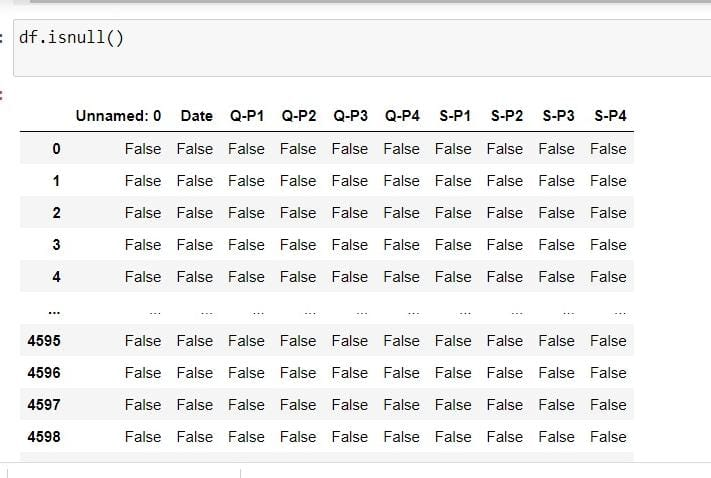 df.isnull()
Unnamed: 0 Date Q-P1 Q-P2 Q-P3 Q-P4 S-P1 S-P2 S-P3 S-P4
0 False False False False False False False False False False
1 False False False False False False False False False False
2 False False False False False False False False False False
3 False False False False False False False False False False
4 False False False False False False False False False False
... ... ... ... ... ... ... ... ... ... ...
4595 False False False False False False False False False False
4596 False False False False False False False False False False
4597 False False False False False False False False False False
4598 False False False False False False False False False False